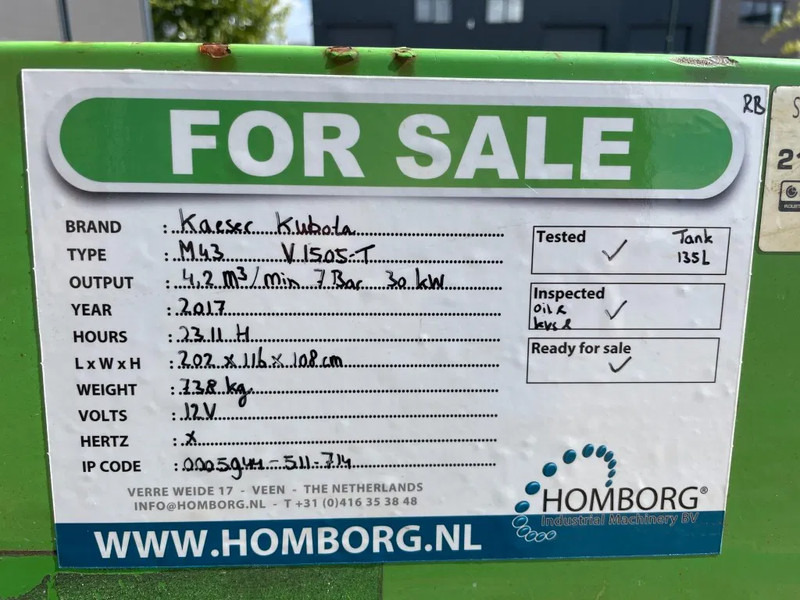 FOR SALE
RB
BRAND : Kaeser Kubota
TYPE : M43 V1505-T
OUTPUT : 4,2 m³/min 7 Bar 30 kW
YEAR : 2017
HOURS : 2311 H
L x W x H : 202 x 116 x 108 cm
WEIGHT : 738 kg
VOLTS : 12V
HERTZ : x
IP CODE : 0005944-511-714
Tested ✓ Tank
135L
Inspected ✓
oil &
Ready for sale
✓
VERRE WEIDE 17 - VEEN - THE NETHERLANDS
INFO@HOMBORG.NL - T +31 (0)416 35 38 48
HOMBORG®
Industrial Machinery BV
WWW.HOMBORG.NL
S